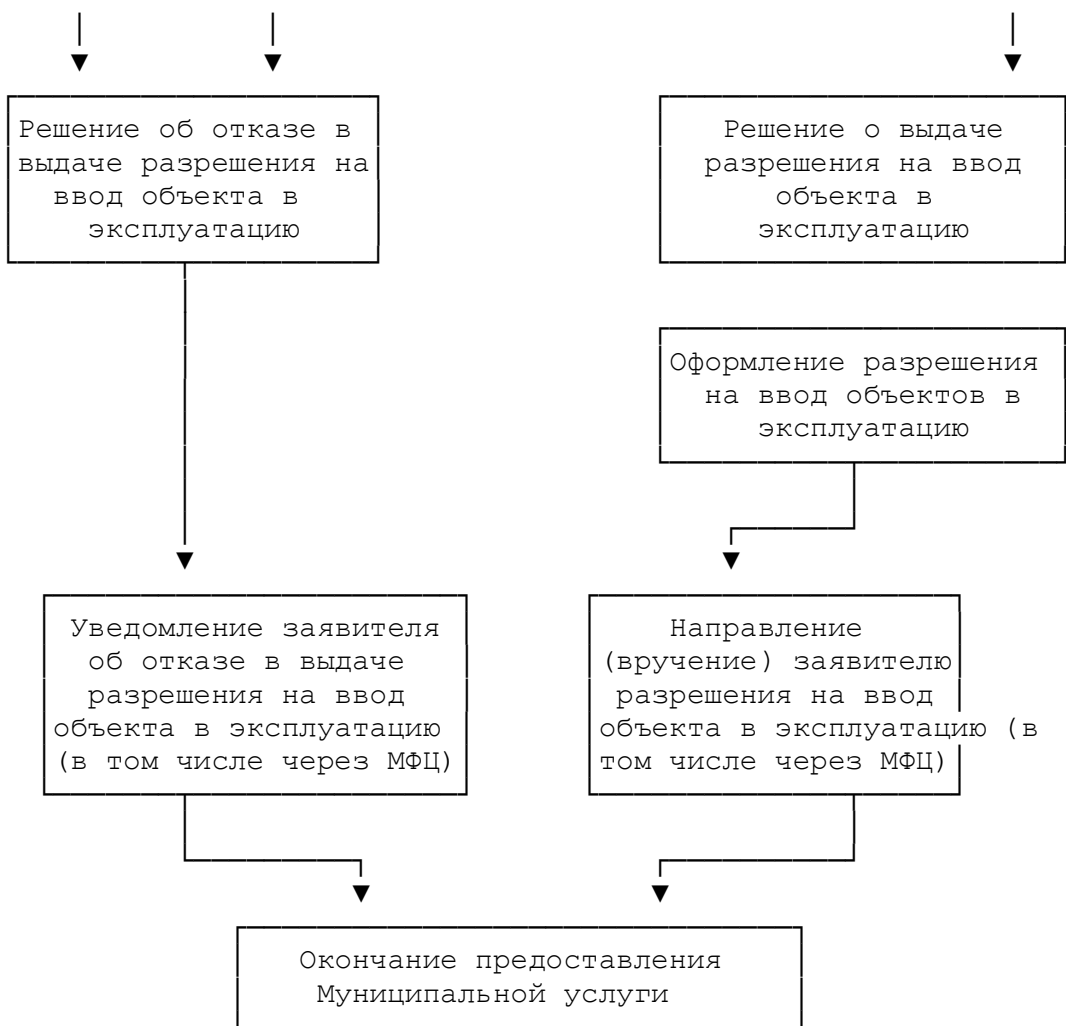 Решение об отказе в
выдаче разрешения на
ввод объекта в
эксплуатацию
Решение о выдаче
разрешения на ввод
объекта в
эксплуатацию
Оформление разрешения
на ввод объектов в
эксплуатацию
Уведомление заявителя
об отказе в выдаче
разрешения на ввод
объекта в эксплуатацию
(в том числе через МФЦ)
Направление
(вручение) заявителю
разрешения на ввод
объекта в эксплуатацию (в
том числе через МФЦ)
Окончание предоставления
Муниципальной услуги